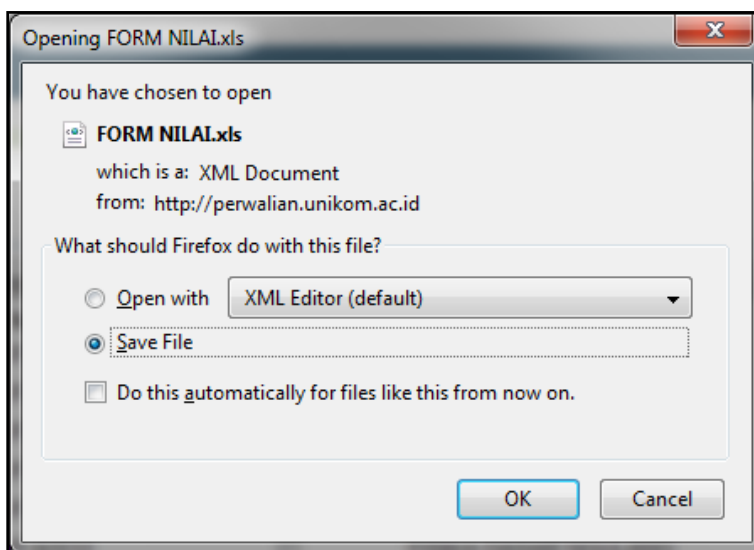 Opening FORM NILAI.xls
You have chosen to open
FORM NILAI.xls
which is a: XML Document
from: http://perwalian.unikom.ac.id
What should Firefox do with this file?
Open with XML Editor (default)
Save File
Do this automatically for files like this from now on.
OK Cancel